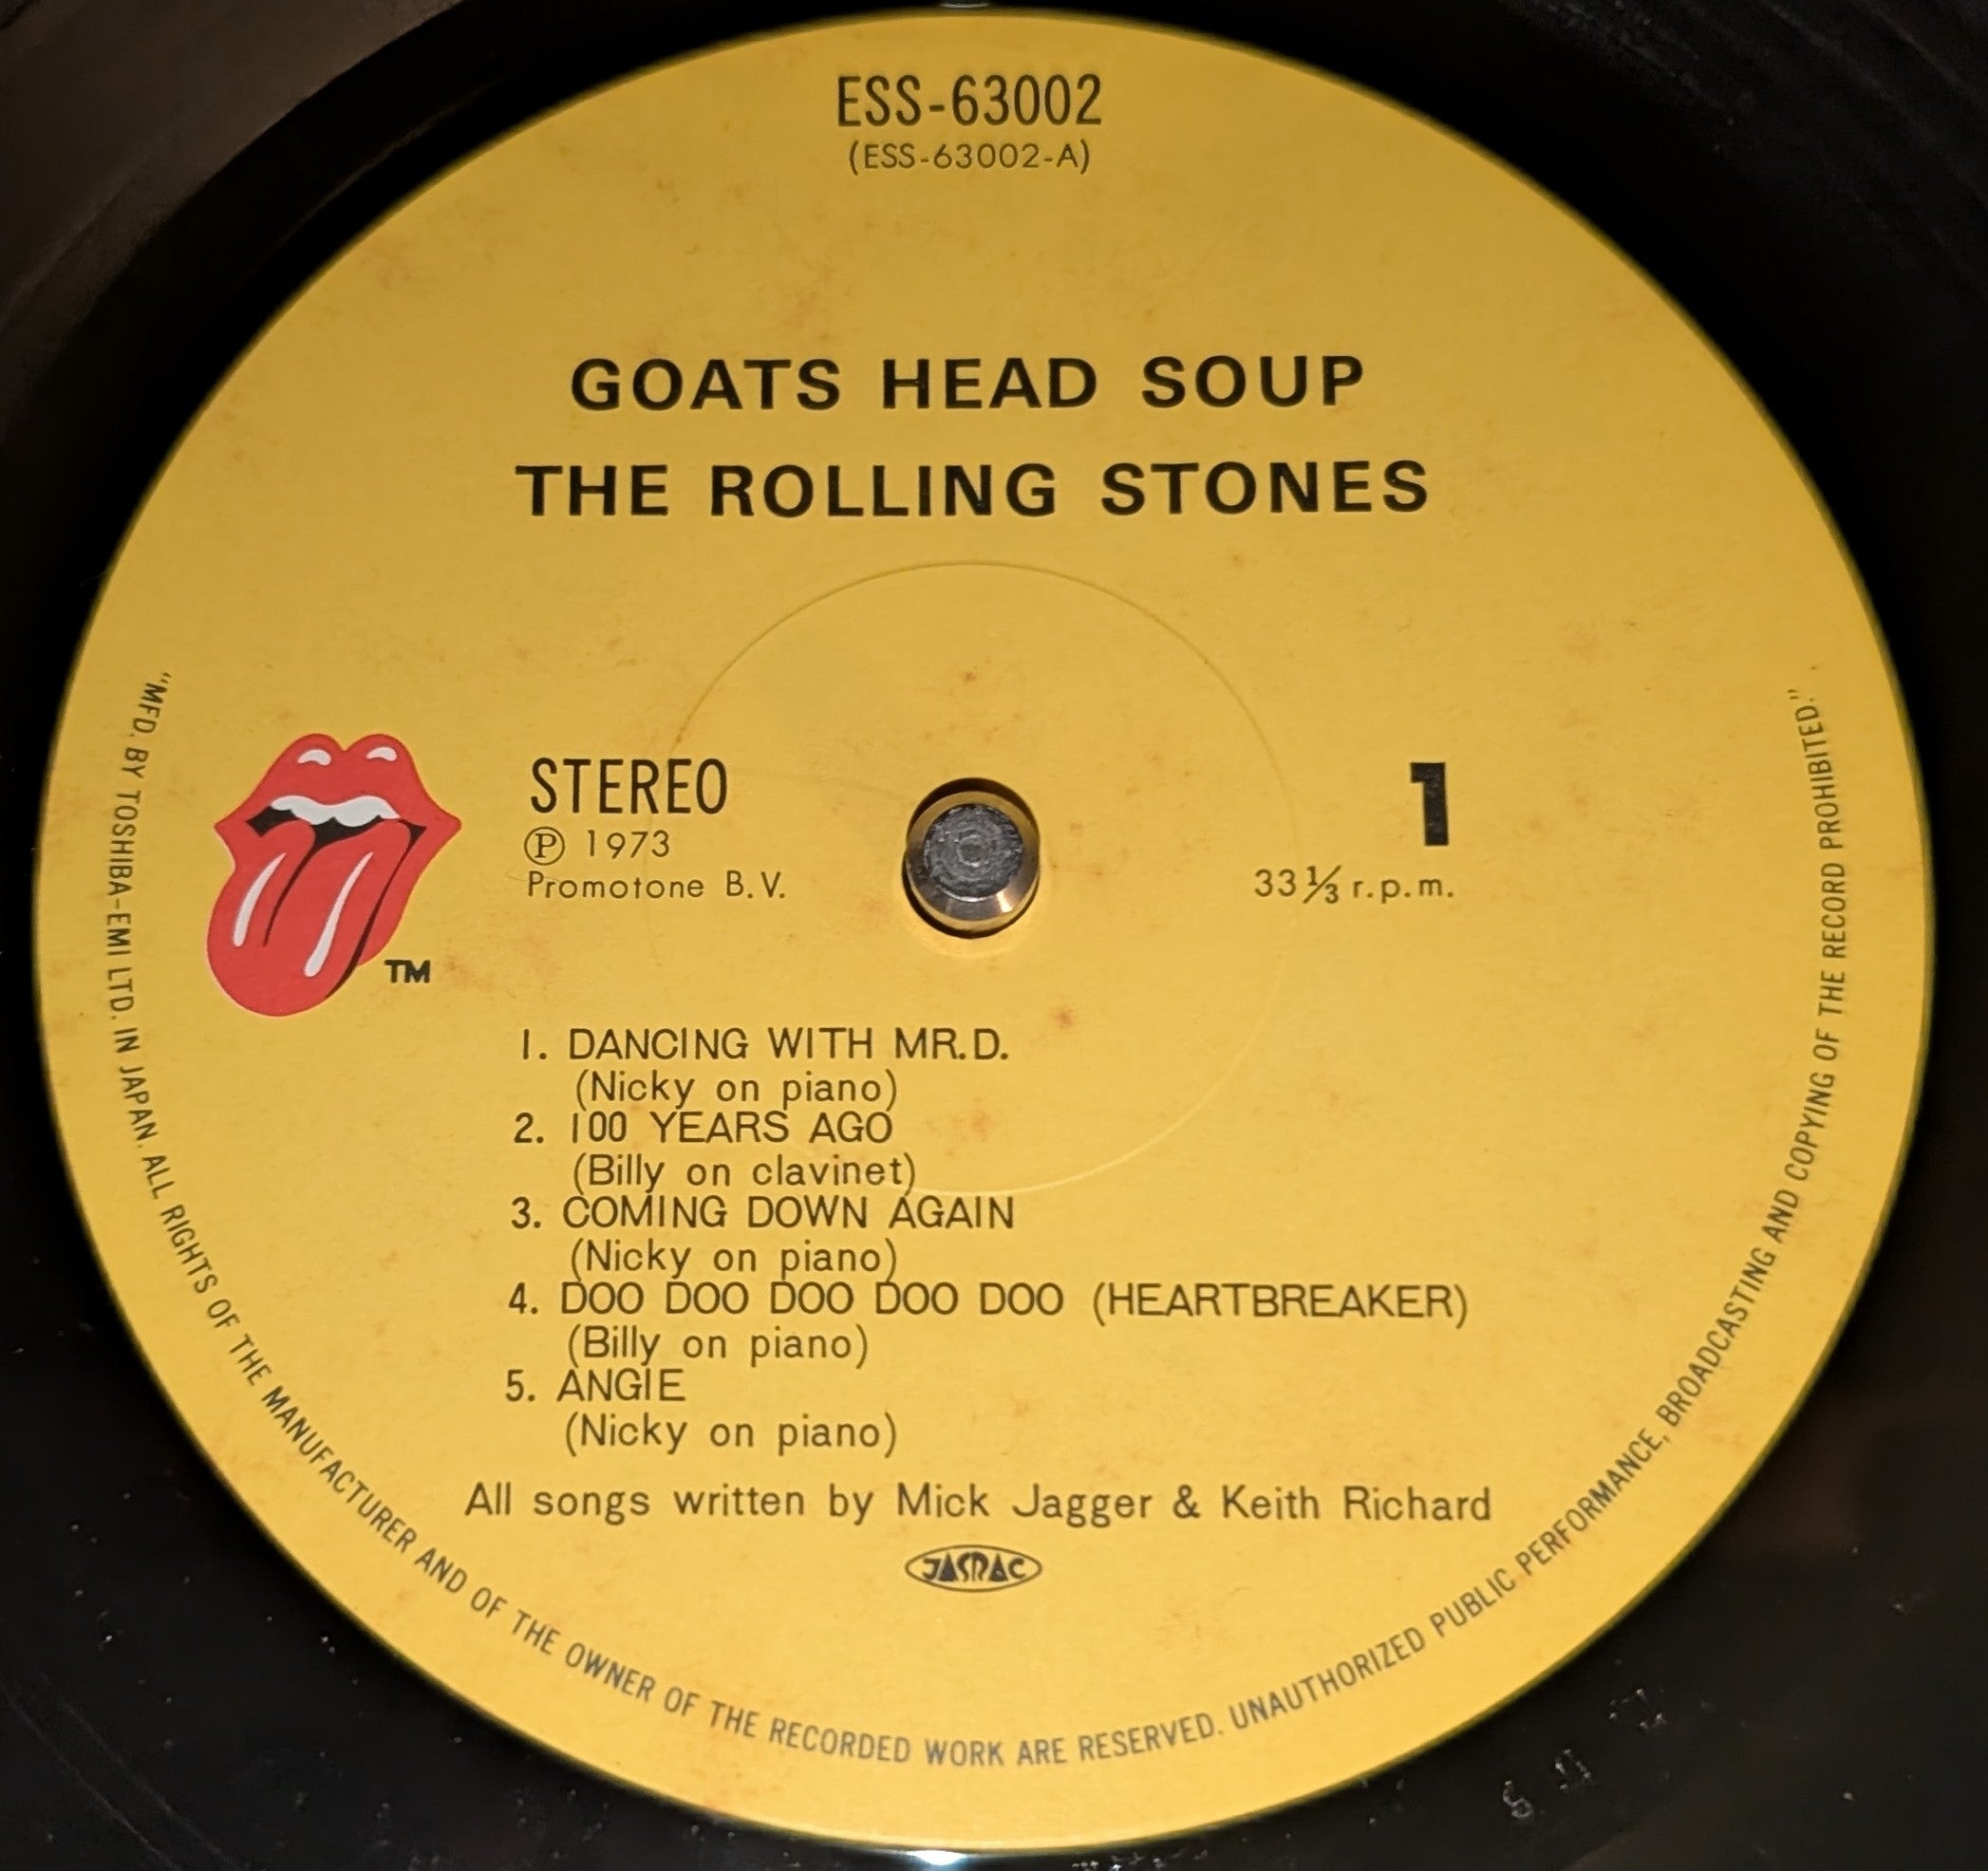 ESS-63002
(ESS-63002-A)
GOATS HEAD SOUP
THE ROLLING STONES
STEREO
Ⓟ 1973
Promotone B.V.
1
33⅓ r.p.m.
TM
1. DANCING WITH MR.D.
(Nicky on piano)
2. 100 YEARS AGO
(Billy on clavinet)
3. COMING DOWN AGAIN
(Nicky on piano)
4. DOO DOO DOO DOO DOO (HEARTBREAKER)
(Billy on piano)
5. ANGIE
(Nicky on piano)
All songs written by Mick Jagger & Keith Richard
JASRAC
"MFD. BY TOSHIBA-EMI LTD. IN JAPAN. ALL RIGHTS OF THE MANUFACTURER AND OF THE OWNER OF THE RECORDED WORK ARE RESERVED. UNAUTHORIZED PUBLIC PERFORMANCE, BROADCASTING AND COPYING OF THE RECORD PROHIBITED."